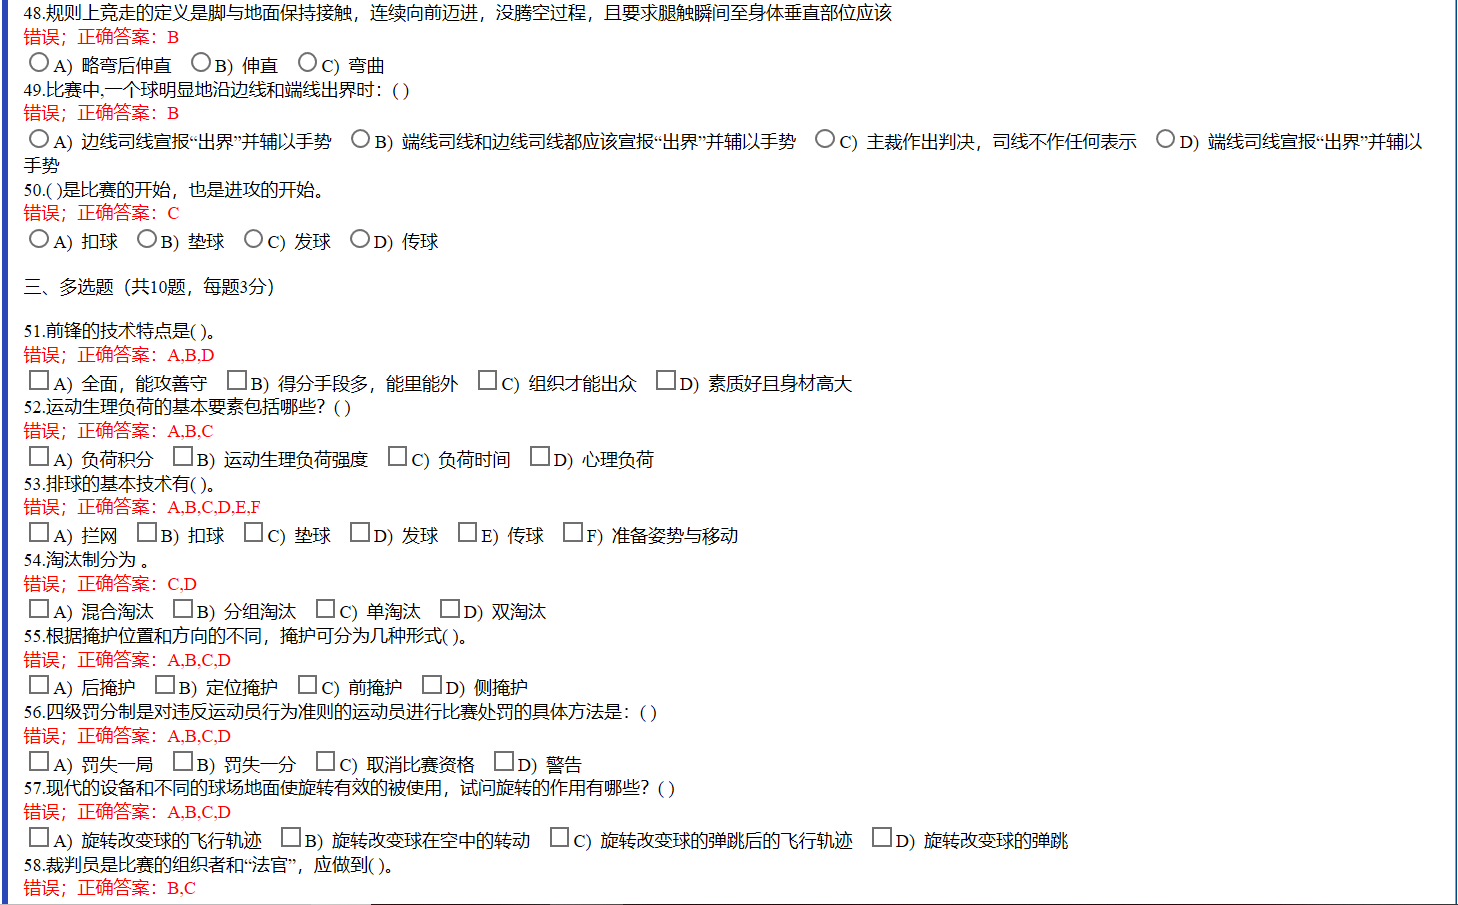 48.规则上竞走的定义是脚与地面保持接触，连续向前迈进，没腾空过程，且要求腿触瞬间至身体垂直部位应该
错误；正确答案：B
A) 略弯后伸直 B) 伸直 C) 弯曲
49.比赛中,一个球明显地沿边线和端线出界时：( )
错误；正确答案：B
A) 边线司线宣报“出界”并辅以手势 B) 端线司线和边线司线都应该宣报“出界”并辅以手势 C) 主裁作出判决，司线不作任何表示 D) 端线司线宣报“出界”并辅以
手势
50.( )是比赛的开始，也是进攻的开始。
错误；正确答案：C
A) 扣球 B) 垫球 C) 发球 D) 传球
三、多选题（共10题，每题3分）
51.前锋的技术特点是( )。
错误；正确答案：A,B,D
A) 全面，能攻善守 B) 得分手段多，能里能外 C) 组织才能出众 D) 素质好且身材高大
52.运动生理负荷的基本要素包括哪些？( )
错误；正确答案：A,B,C
A) 负荷积分 B) 运动生理负荷强度 C) 负荷时间 D) 心理负荷
53.排球的基本技术有( )。
错误；正确答案：A,B,C,D,E,F
A) 拦网 B) 扣球 C) 垫球 D) 发球 E) 传球 F) 准备姿势与移动
54.淘汰制分为 。
错误；正确答案：C,D
A) 混合淘汰 B) 分组淘汰 C) 单淘汰 D) 双淘汰
55.根据掩护位置和方向的不同，掩护可分为几种形式( )。
错误；正确答案：A,B,C,D
A) 后掩护 B) 定位掩护 C) 前掩护 D) 侧掩护
56.四级罚分制是对违反运动员行为准则的运动员进行比赛处罚的具体方法是：( )
错误；正确答案：A,B,C,D
A) 罚失一局 B) 罚失一分 C) 取消比赛资格 D) 警告
57.现代的设备和不同的球场地面使旋转有效的被使用，试问旋转的作用有哪些？( )
错误；正确答案：A,B,C,D
A) 旋转改变球的飞行轨迹 B) 旋转改变球在空中的转动 C) 旋转改变球的弹跳后的飞行轨迹 D) 旋转改变球的弹跳
58.裁判员是比赛的组织者和“法官”，应做到( )。
错误；正确答案：B,C